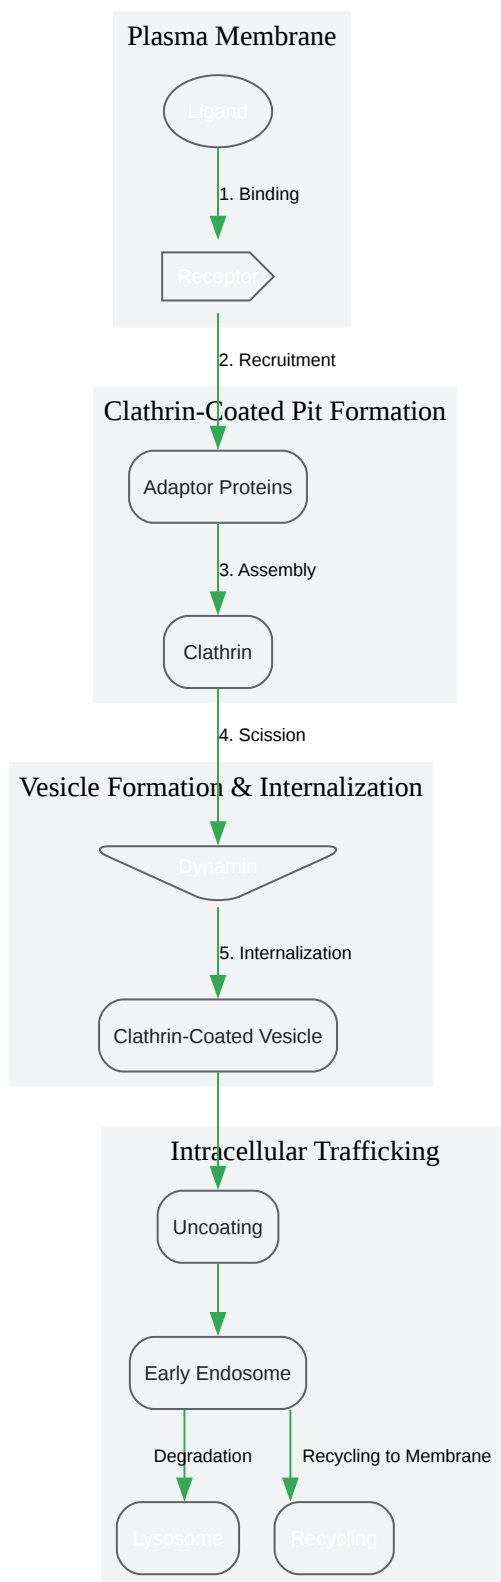 Plasma Membrane
Ligand
1. Binding
Receptor
2. Recruitment
Clathrin-Coated Pit Formation
Adaptor Proteins
3. Assembly
Clathrin
4. Scission
Vesicle Formation & Internalization
Dynamin
5. Internalization
Clathrin-Coated Vesicle
Intracellular Trafficking
Uncoating
Early Endosome
Degradation
Recycling to Membrane
Lysosome
Recycling